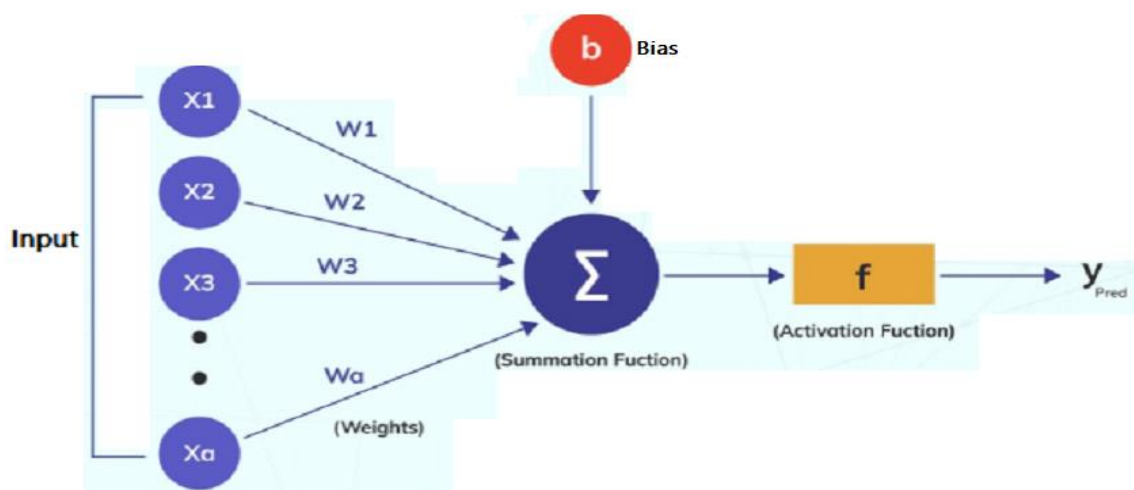 b Bias
X1
W1
X2
W2
Input
X3
W3
Σ
f
y Pred
(Summation Fuction)
(Activation Fuction)
Wa
(Weights)
Xa